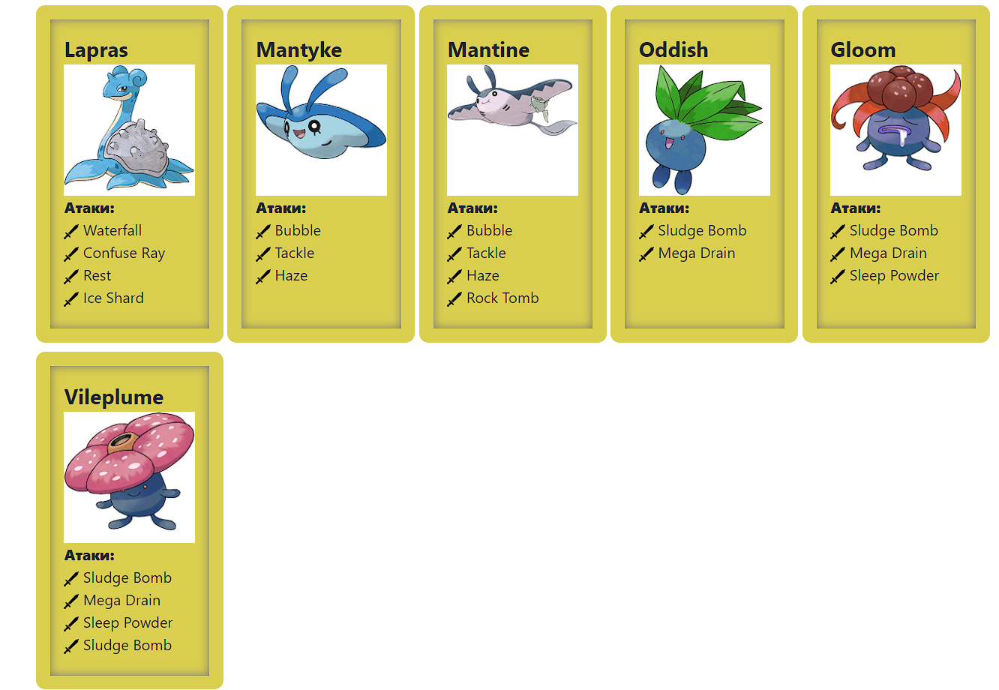 Lapras
Атаки:
Waterfall
Confuse Ray
Rest
Ice Shard
Mantyke
Атаки:
Bubble
Tackle
Haze
Mantine
Атаки:
Bubble
Tackle
Haze
Rock Tomb
Oddish
Атаки:
Sludge Bomb
Mega Drain
Gloom
Атаки:
Sludge Bomb
Mega Drain
Sleep Powder
Vileplume
Атаки:
Sludge Bomb
Mega Drain
Sleep Powder
Sludge Bomb